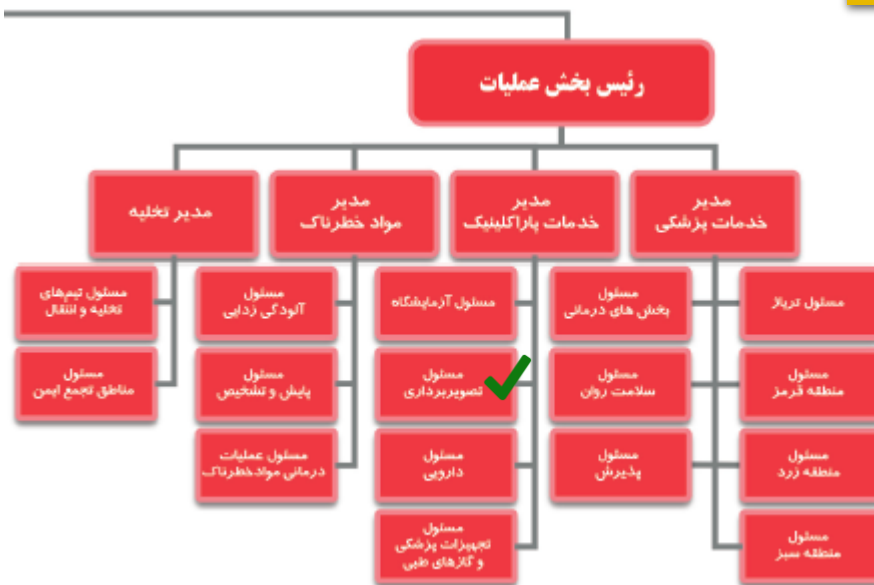 رئیس بخش عملیات
مدیر
خدمات پزشکی
مدیر
خدمات پاراکلینیک
مدیر
مواد خطرناک
مدیر تخلیه
مسئول تریاژ
مسئول
بخش های درمانی
مسئول آزمایشگاه
مسئول
آلودگی زدایی
مسئول تیم‌های
تخلیه و انتقال
مسئول
منطقه قرمز
مسئول
سلامت روان
مسئول
تصویربرداری
مسئول
پایش و تشخیص
مسئول
مناطق تجمع ایمن
مسئول
منطقه زرد
مسئول
پذیرش
مسئول
دارویی
مسئول عملیات
درمانی مواد خطرناک
مسئول
منطقه سبز
مسئول
تجهیزات پزشکی
و گازهای طبی